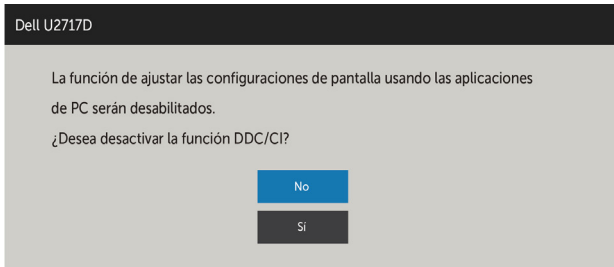 Dell U2717D
La función de ajustar las configuraciones de pantalla usando las aplicaciones
de PC serán desabilitados.
¿Desea desactivar la función DDC/CI?
No
Sí